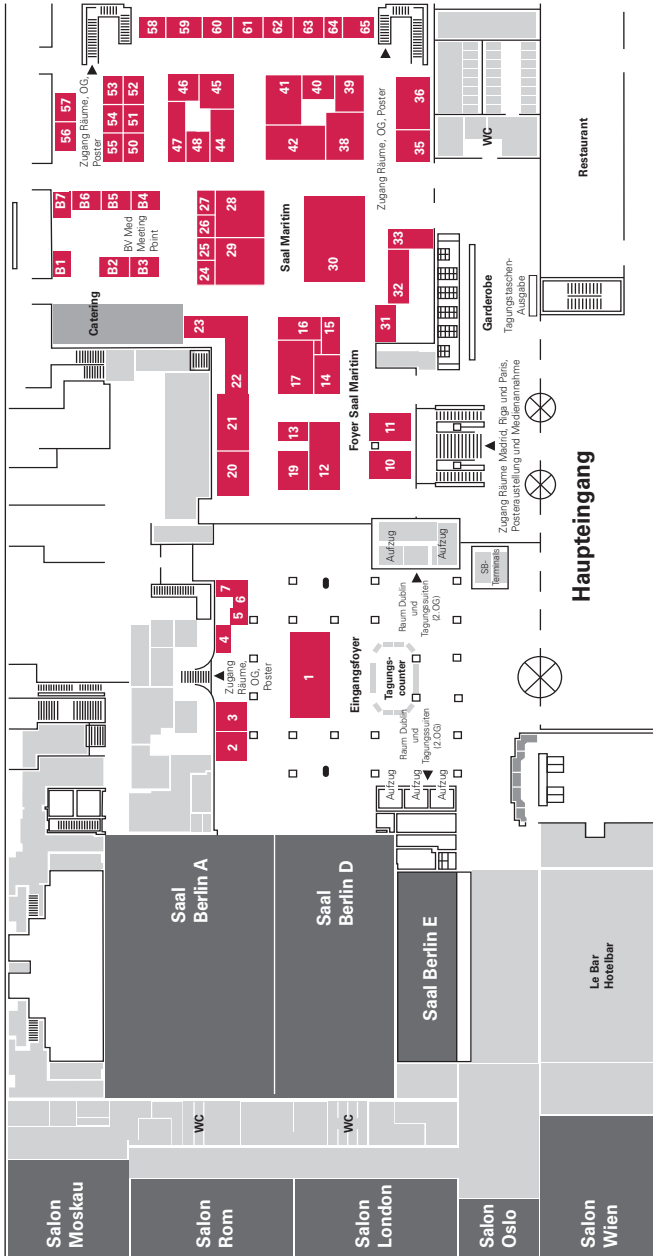 58
59
60
61
62
63
64
65
57
56
Zugang Räume, OG,
Poster
53
52
54
51
55
50
46
45
47
48
44
41
40
39
42
38
36
35
Zugang Räume, OG, Poster
WC
Restaurant
B7
B6
B5
B4
B1
B2
B3
BV Med
Meeting
Point
27
26
25
24
28
29
Saal Maritim
30
33
32
31
Garderobe
Tagungstaschen-
Ausgabe
Catering
23
22
21
20
16
15
17
14
13
19
12
Foyer Saal Maritim
11
10
Zugang Räume Madrid, Riga und Paris,
Posteraustellung und Medienannahme
Haupteingang
Aufzug
Aufzug
SB-
Terminals
7
6
5
4
3
2
Zugang
Räume, OG,
Poster
1
Eingangsfoyer
Tagungs-
counter
Raum Dublin
und
Tagungssuiten
(2.OG)
Raum Dublin
und
Tagungssuiten
(2.OG)
Aufzug
Aufzug
Aufzug
Saal
Berlin A
Saal
Berlin D
Saal Berlin E
Le Bar
Hotelbar
WC
WC
Salon
Moskau
Salon
Rom
Salon
London
Salon
Oslo
Salon
Wien